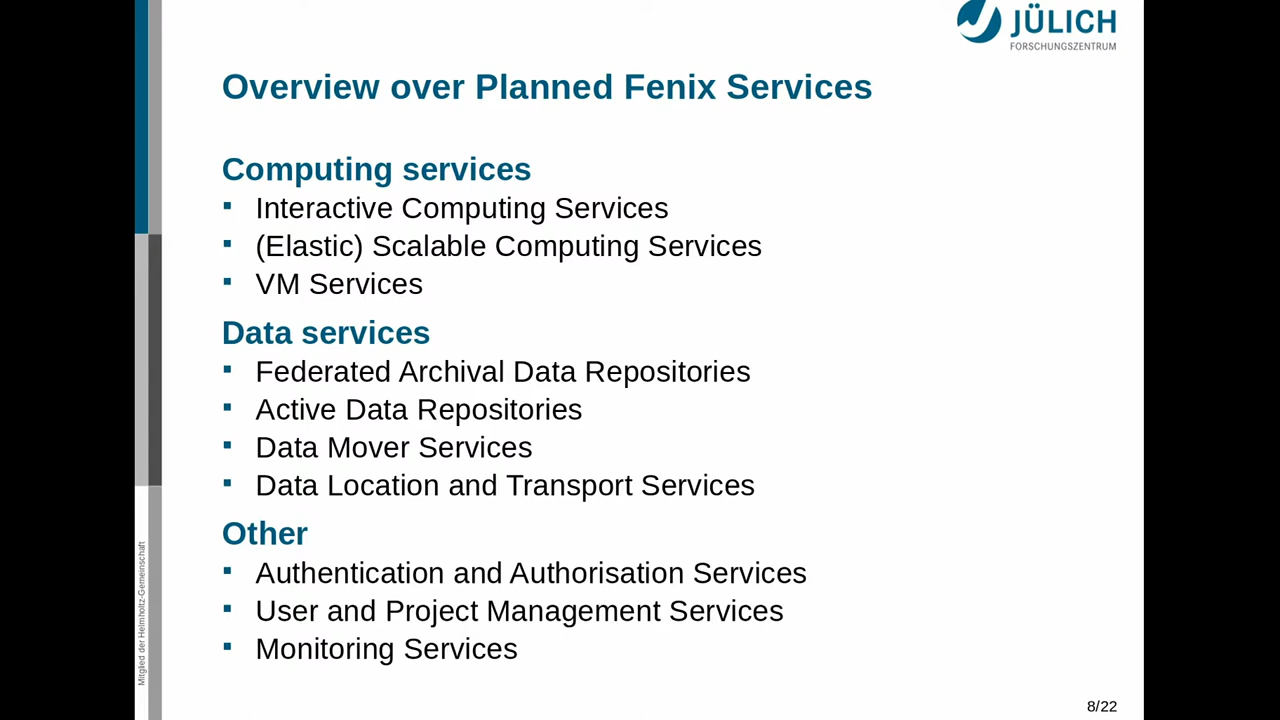 JÜLICH
FORSCHUNGSZENTRUM
Overview over Planned Fenix Services
Computing services
▪ Interactive Computing Services
▪ (Elastic) Scalable Computing Services
▪ VM Services
Data services
▪ Federated Archival Data Repositories
▪ Active Data Repositories
▪ Data Mover Services
▪ Data Location and Transport Services
Other
▪ Authentication and Authorisation Services
▪ User and Project Management Services
▪ Monitoring Services
Mitglied der Helmholtz-Gemeinschaft
8/22